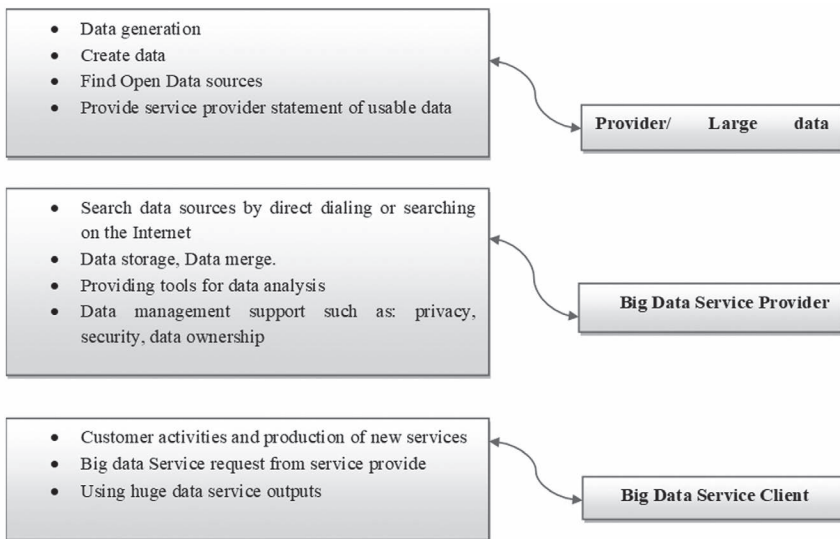 • Data generation
• Create data
• Find Open Data sources
• Provide service provider statement of usable data
Provider/ Large data
• Search data sources by direct dialing or searching
on the Internet
• Data storage, Data merge.
• Providing tools for data analysis
• Data management support such as: privacy,
security, data ownership
Big Data Service Provider
• Customer activities and production of new services
• Big data Service request from service provide
• Using huge data service outputs
Big Data Service Client